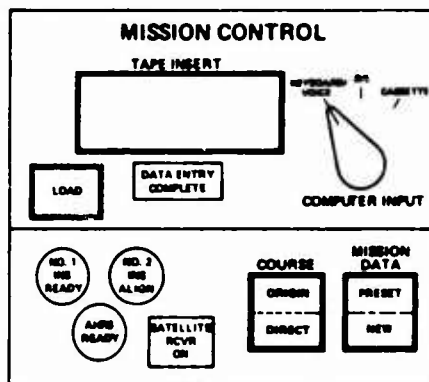 MISSION CONTROL
TAPE INSERT
KEYBOARD/
VOICE
CASSETTE
LOAD
DATA ENTRY
COMPLETE
COMPUTER INPUT
NO. 1
INS
READY
NO. 2
INS
ALIGN
AHRS
READY
SATELLITE
RCVR
ON
COURSE
ORIGIN
DIRECT
MISSION
DATA
PRESET
NEW